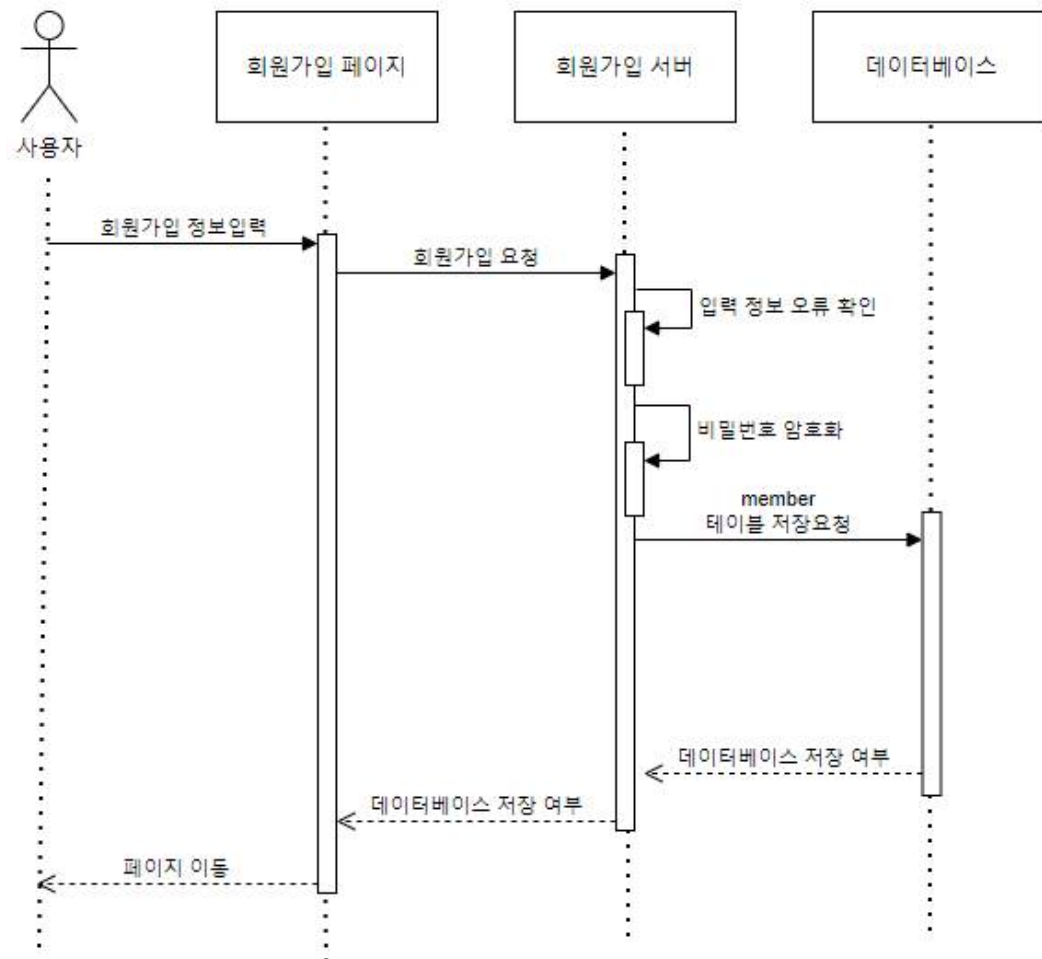 회원가입 페이지
회원가입 서버
데이터베이스
사용자
회원가입 정보입력
회원가입 요청
입력 정보 오류 확인
비밀번호 암호화
member
테이블 저장요청
데이터베이스 저장 여부
데이터베이스 저장 여부
페이지 이동